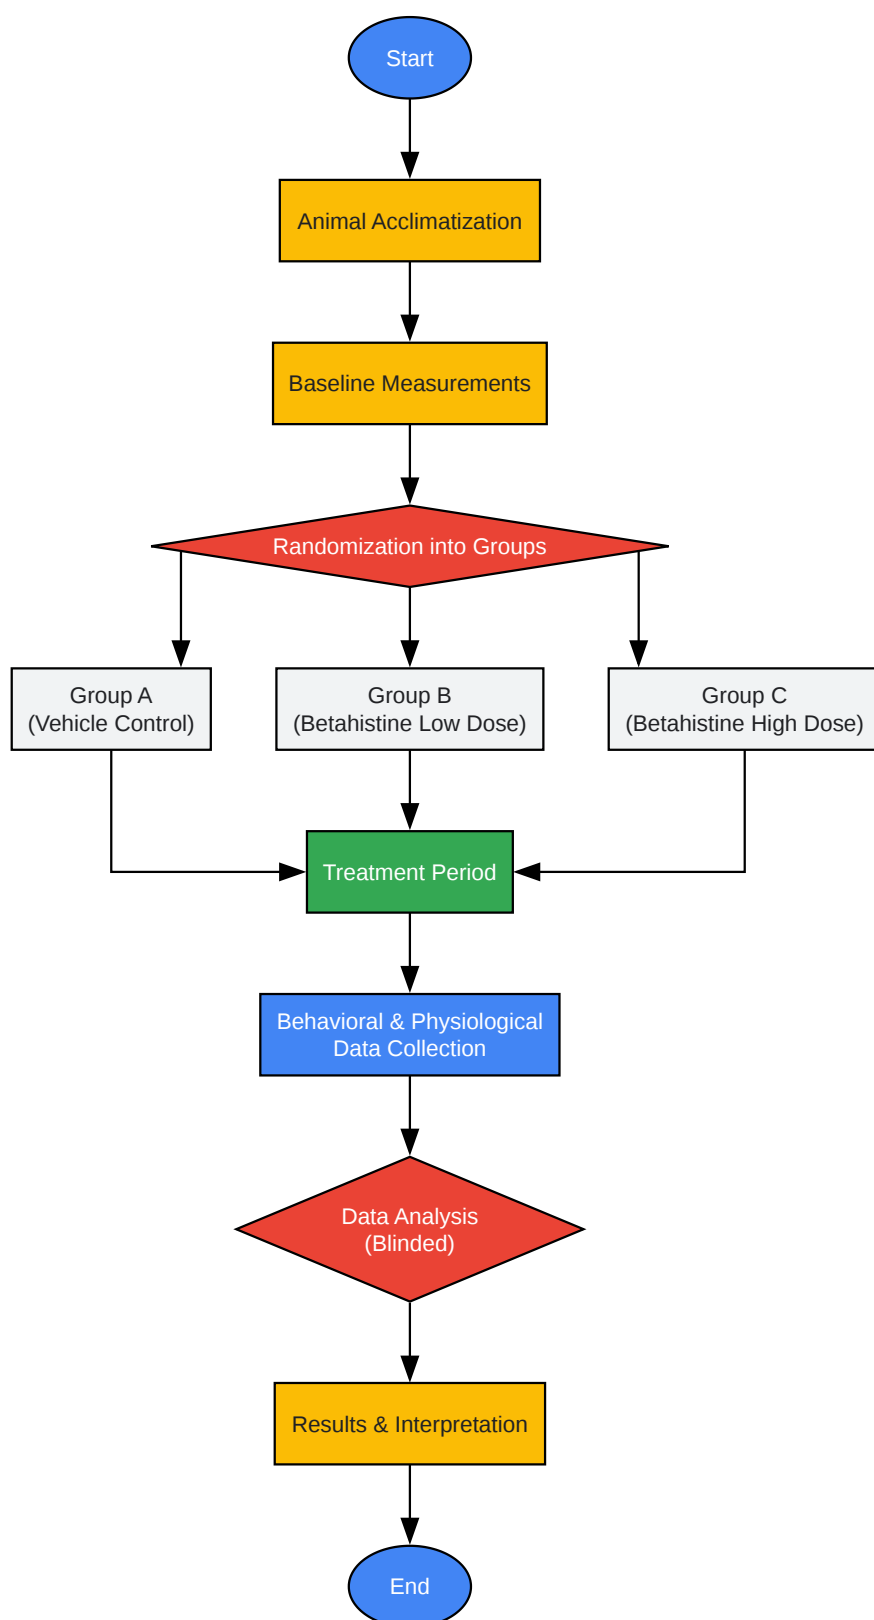 Start
Animal Acclimatization
Baseline Measurements
Randomization into Groups
Group A
(Vehicle Control)
Group B
(Betahistine Low Dose)
Group C
(Betahistine High Dose)
Treatment Period
Behavioral & Physiological
Data Collection
Data Analysis
(Blinded)
Results & Interpretation
End